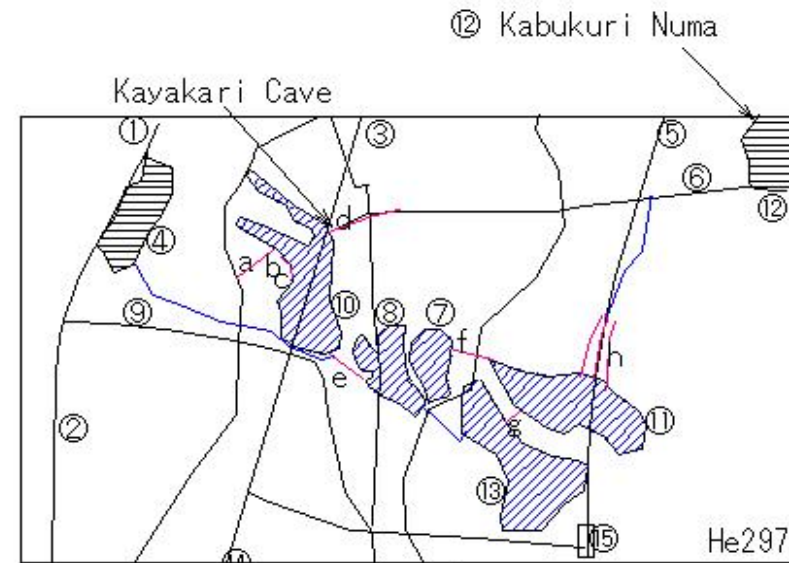 ⑫ Kabukuri Numa
Kayakari Cave
① ③ ⑤
⑥
d
⑫
④
a b c
⑩ ⑧ ⑦
⑨
f
e
h
②
g
⑪
⑬
⑭ ⑮ He297